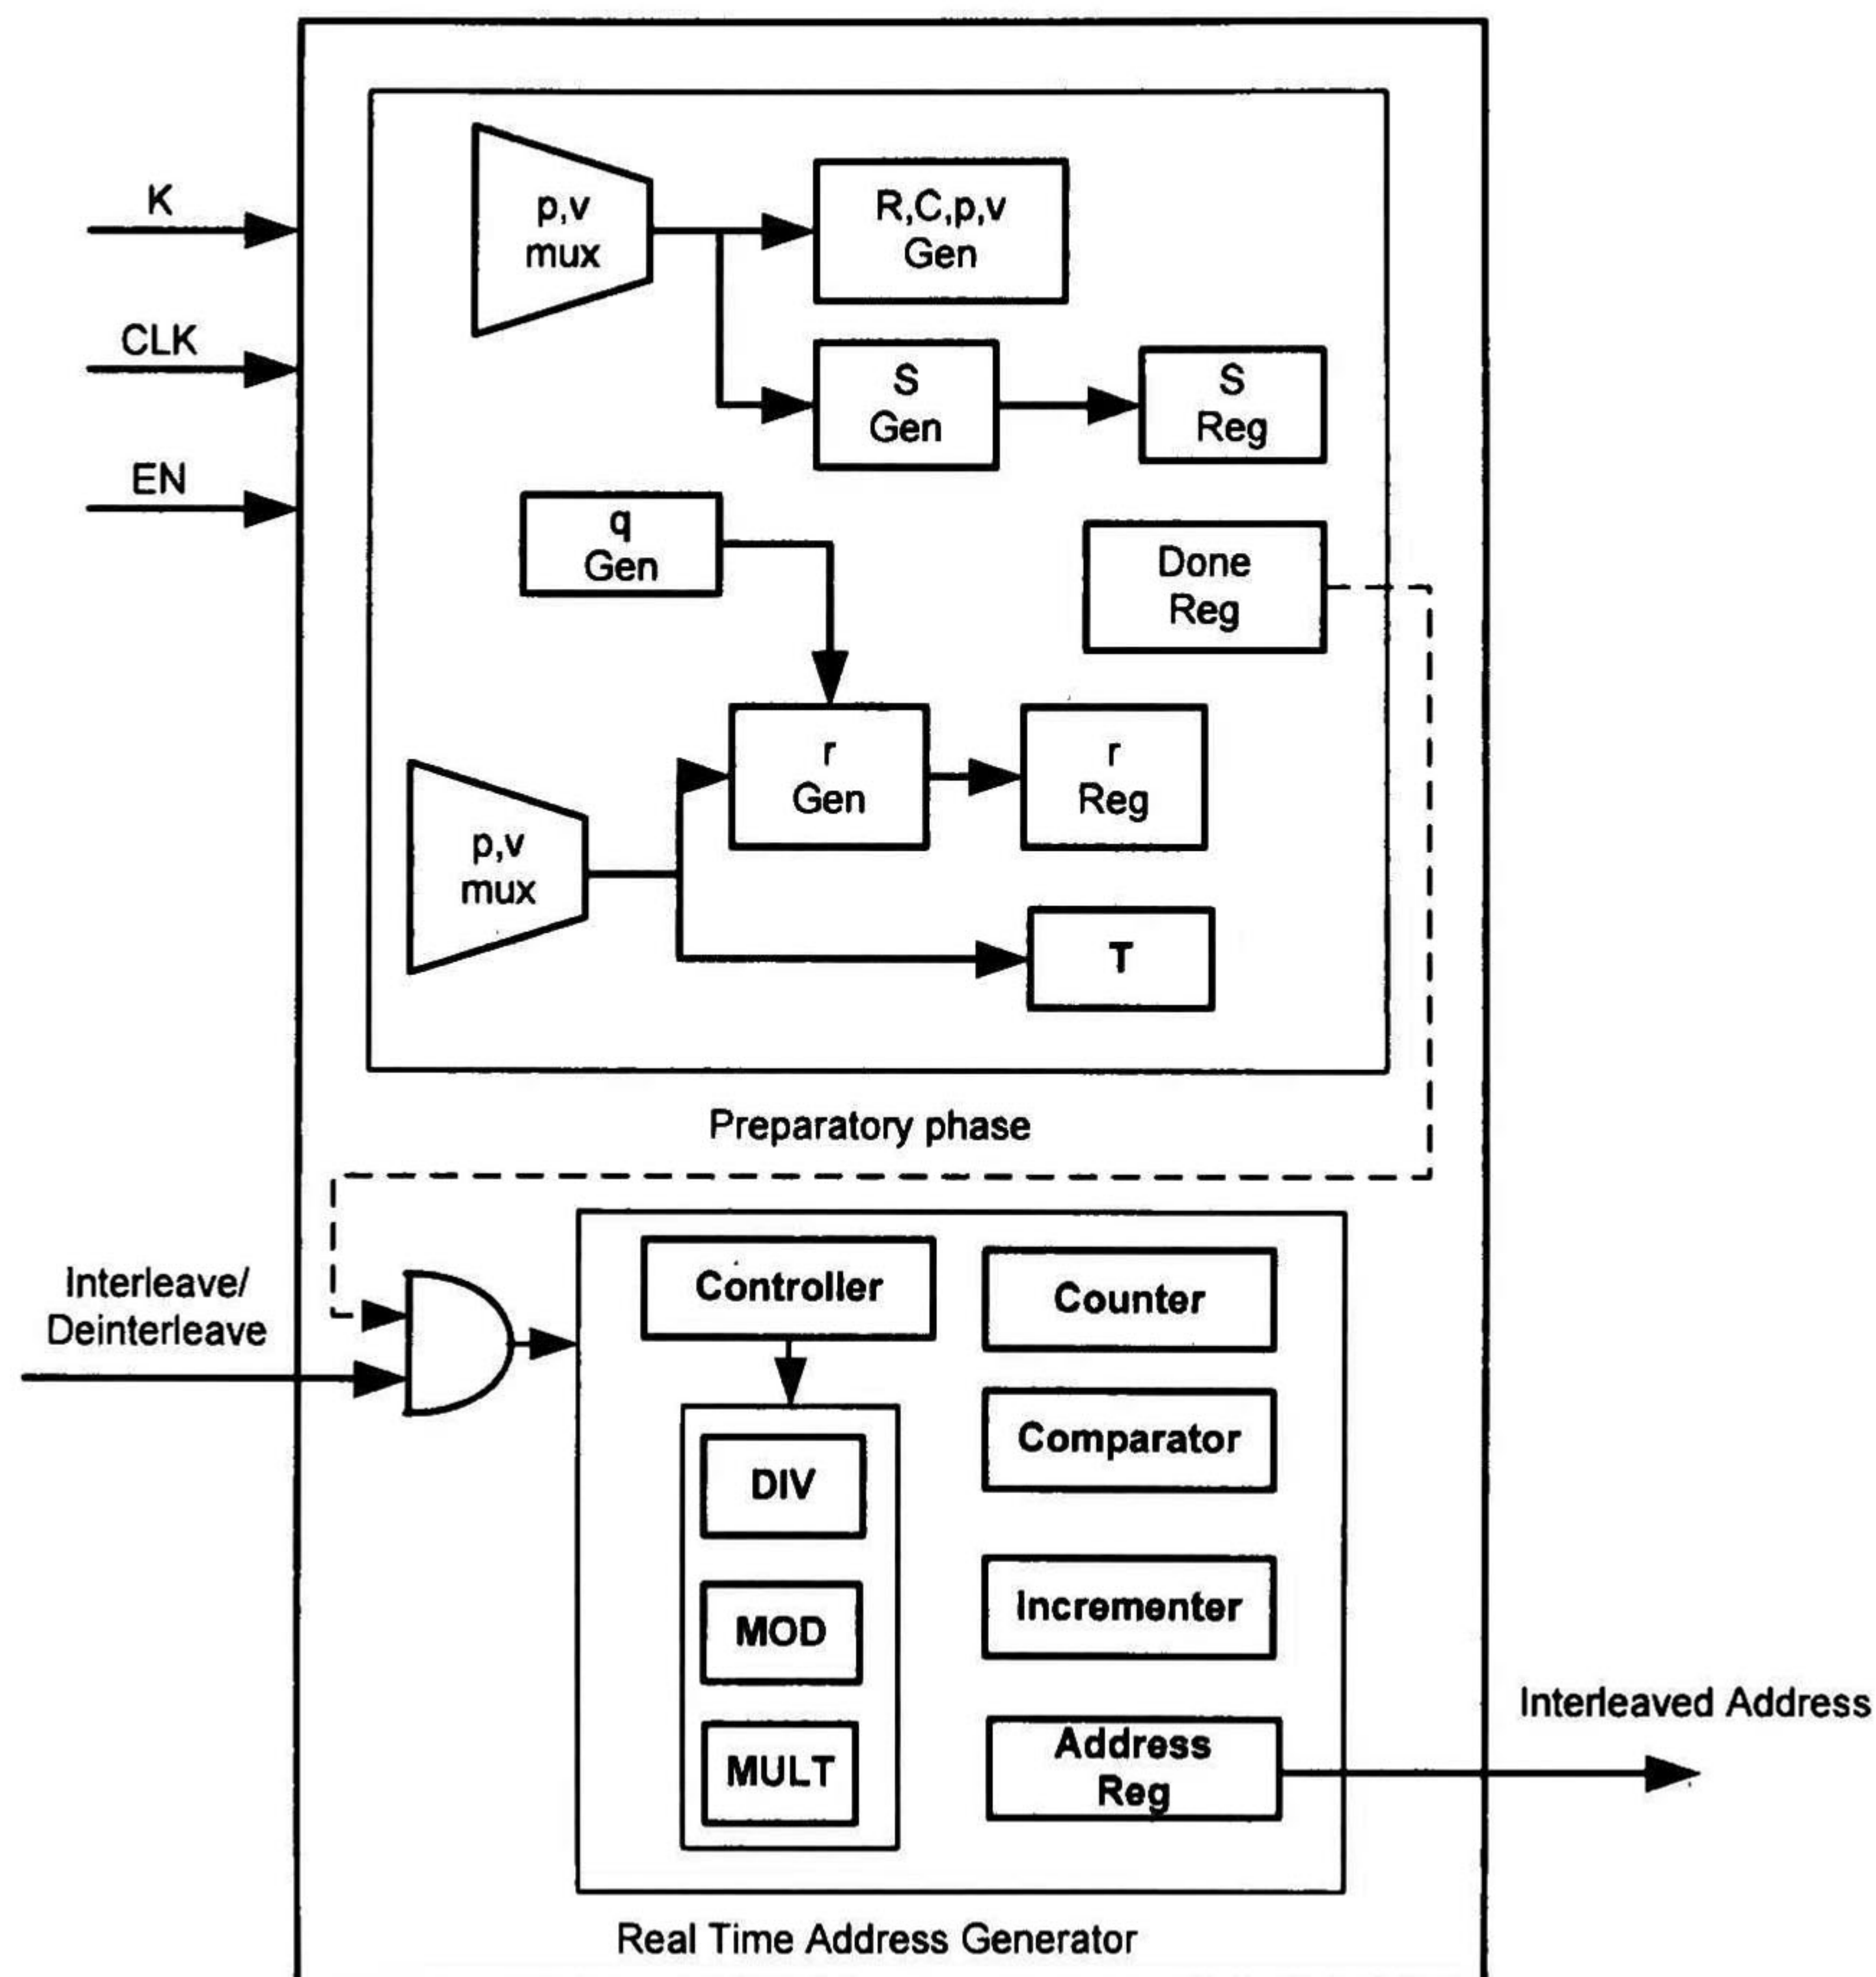 K
CLK
EN
p,v
mux
R,C,p,v
Gen
S
Gen
S
Reg
q
Gen
Done
Reg
r
Gen
r
Reg
p,v
mux
T
Preparatory phase
Interleave/
Deinterleave
Controller
Counter
Comparator
DIV
MOD
MULT
Incrementer
Address
Reg
Interleaved Address
Real Time Address Generator